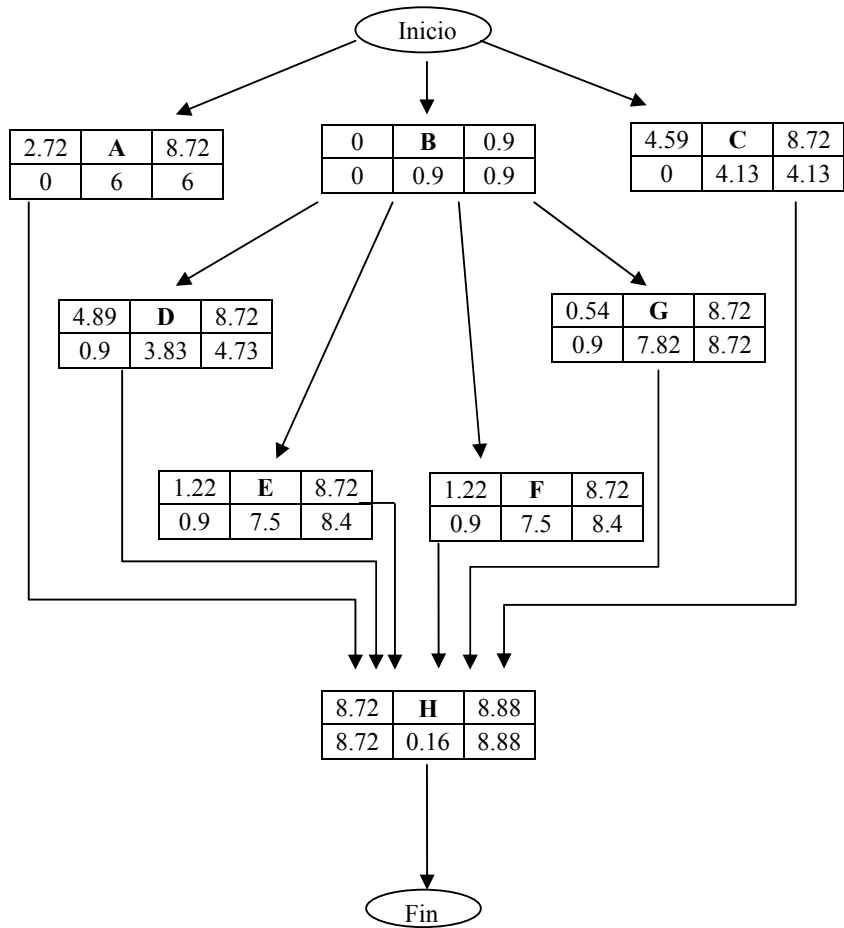 Inicio
2.72 A 8.72
0 6 6
0 B 0.9
0 0.9 0.9
4.59 C 8.72
0 4.13 4.13
4.89 D 8.72
0.9 3.83 4.73
0.54 G 8.72
0.9 7.82 8.72
1.22 E 8.72
0.9 7.5 8.4
1.22 F 8.72
0.9 7.5 8.4
8.72 H 8.88
8.72 0.16 8.88
Fin